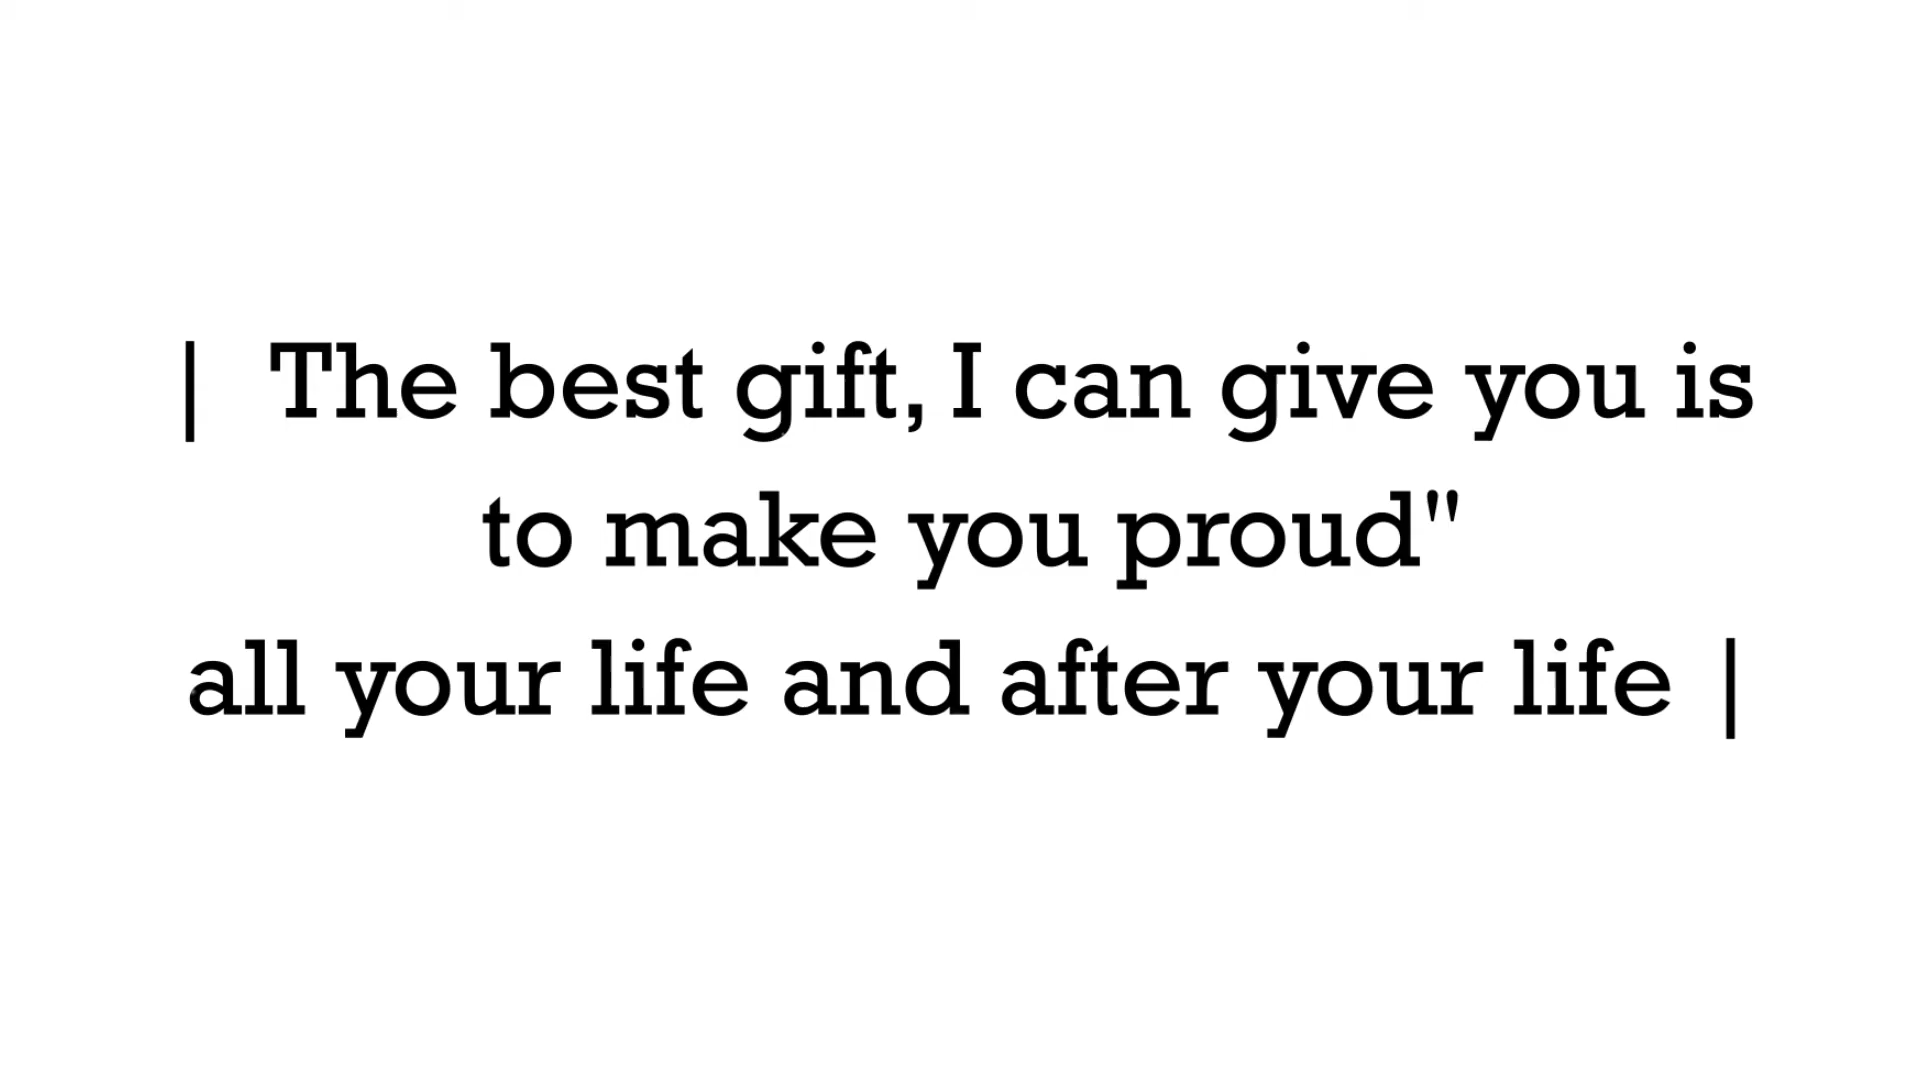 | The best gift, I can give you is
to make you proud"
all your life and after your life |